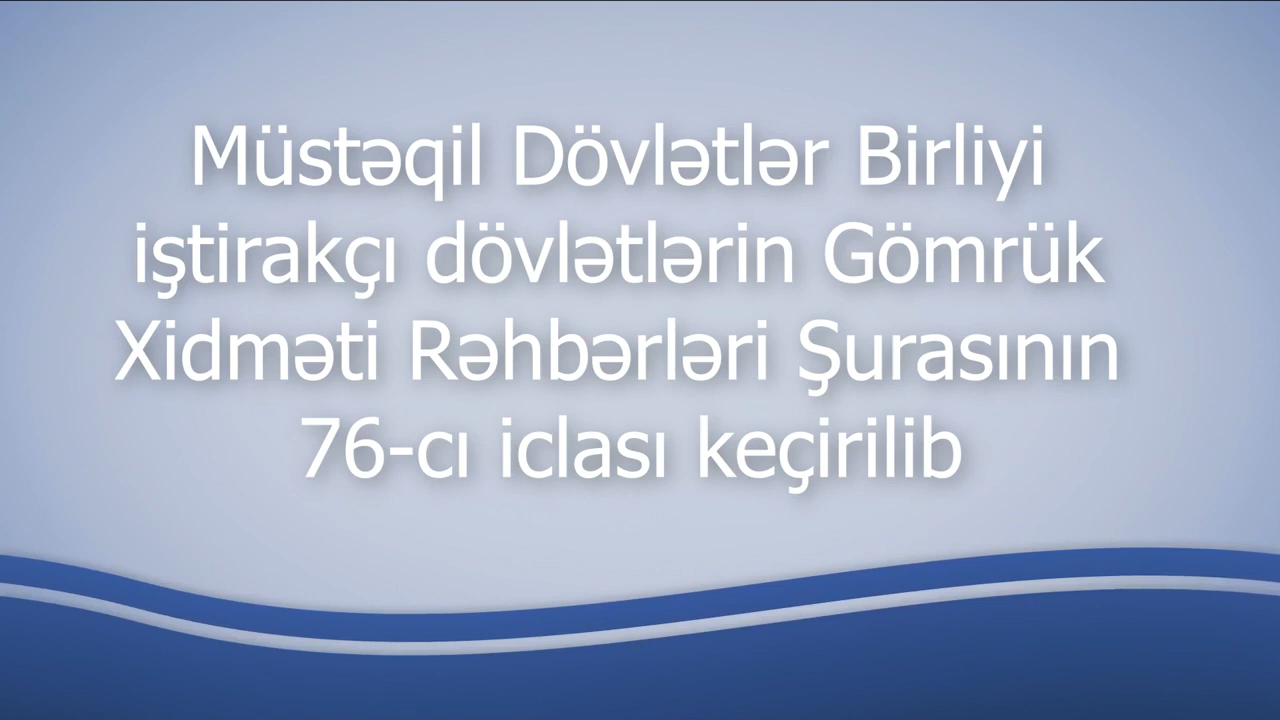 Müstəqil Dövlətlər Birliyi
iştirakçı dövlətlərin Gömrük
Xidməti Rəhbərləri Şurasının
76-cı iclası keçirilib